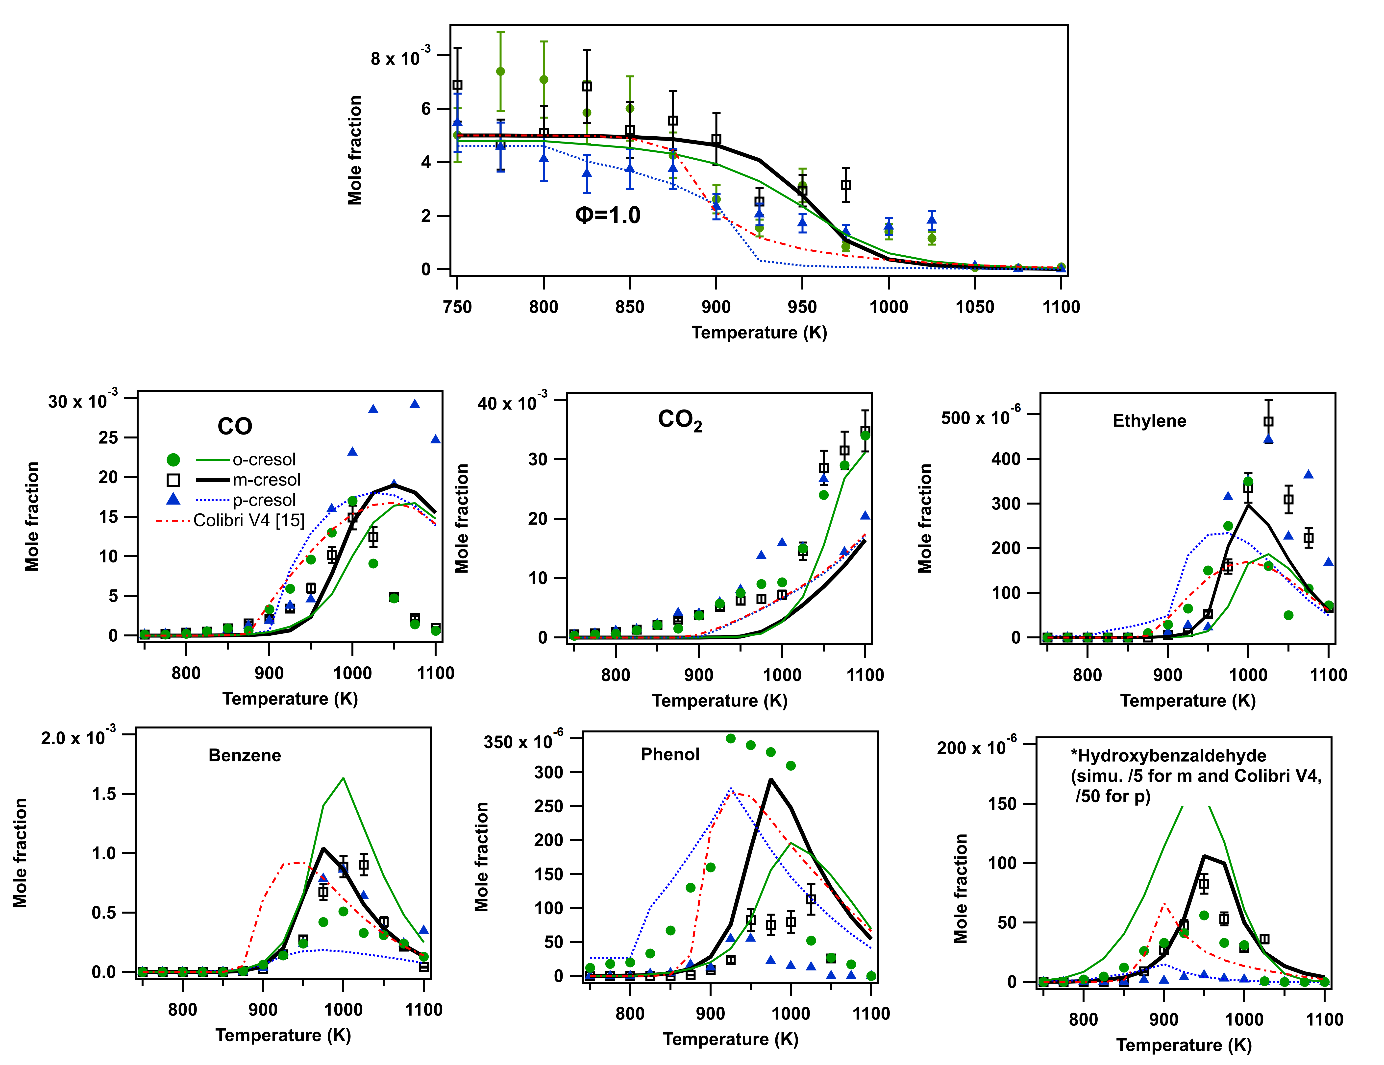 8 x 10-3
6
4
2
0
Mole fraction
Φ=1.0
750 800 850 900 950 1000 1050 1100
Temperature (K)
30 x 10-3
25
20
15
10
5
0
Mole fraction
CO
o-cresol
m-cresol
p-cresol
Colibri V4 [15]
800 900 1000 1100
Temperature (K)
40 x 10-3
30
20
10
0
Mole fraction
CO2
800 900 1000 1100
Temperature (K)
500 x 10-6
400
300
200
100
0
Mole fraction
Ethylene
800 900 1000 1100
Temperature (K)
2.0 x 10-3
1.5
1.0
0.5
0.0
Mole fraction
Benzene
800 900 1000 1100
Temperature (K)
350 x 10-6
300
250
200
150
100
50
0
Mole fraction
Phenol
800 900 1000 1100
Temperature (K)
200 x 10-6
150
100
50
0
Mole fraction
*Hydroxybenzaldehyde
(simu. /5 for m and Colibri V4,
/50 for p)
800 900 1000 1100
Temperature (K)